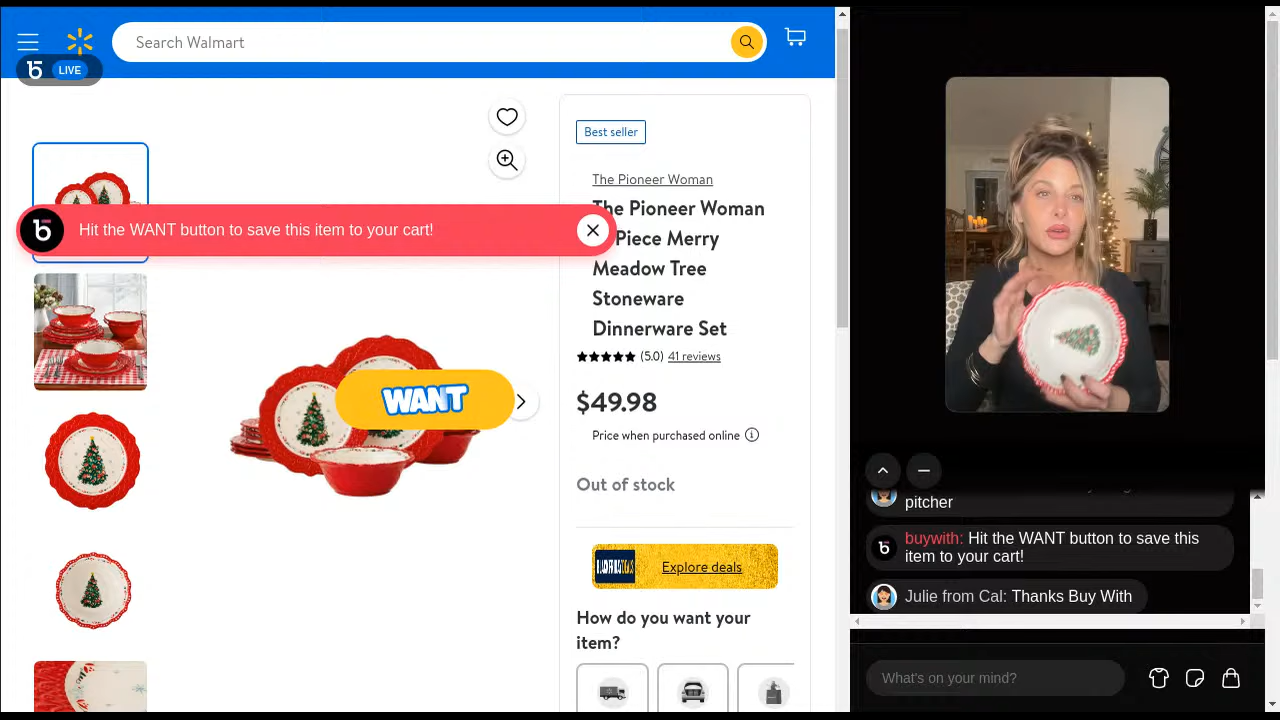 Search Walmart
LIVE
Best seller
The Pioneer Woman
The Pioneer Woman
Piece Merry
Meadow Tree
Stoneware
Dinnerware Set
Hit the WANT button to save this item to your cart!
(5.0) 41 reviews
WANT
$49.98
Price when purchased online
Out of stock
Explore deals
How do you want your
item?
pitcher
buywith: Hit the WANT button to save this
item to your cart!
Julie from Cal: Thanks Buy With
What's on your mind?